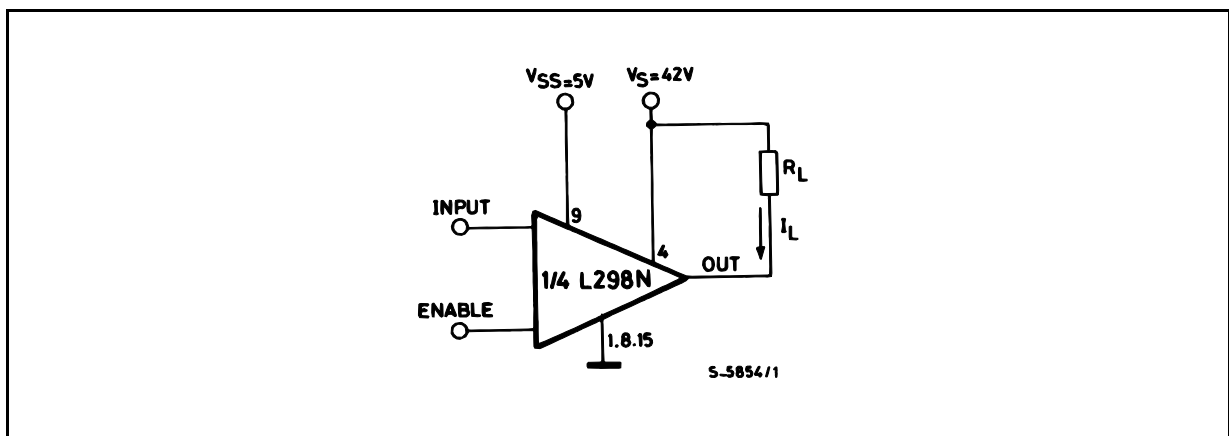 VSS=5V
VS=42V
RL
INPUT
9
IL
4
OUT
1/4 L298N
ENABLE
1.8.15
S-5854/1